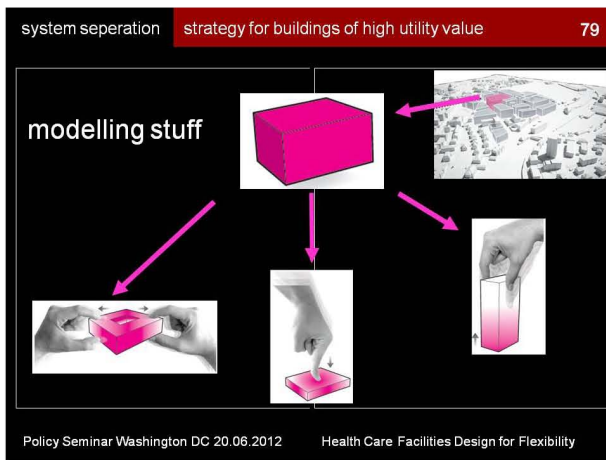 system seperation strategy for buildings of high utility value 79
modelling stuff
Policy Seminar Washington DC 20.06.2012 Health Care Facilities Design for Flexibility